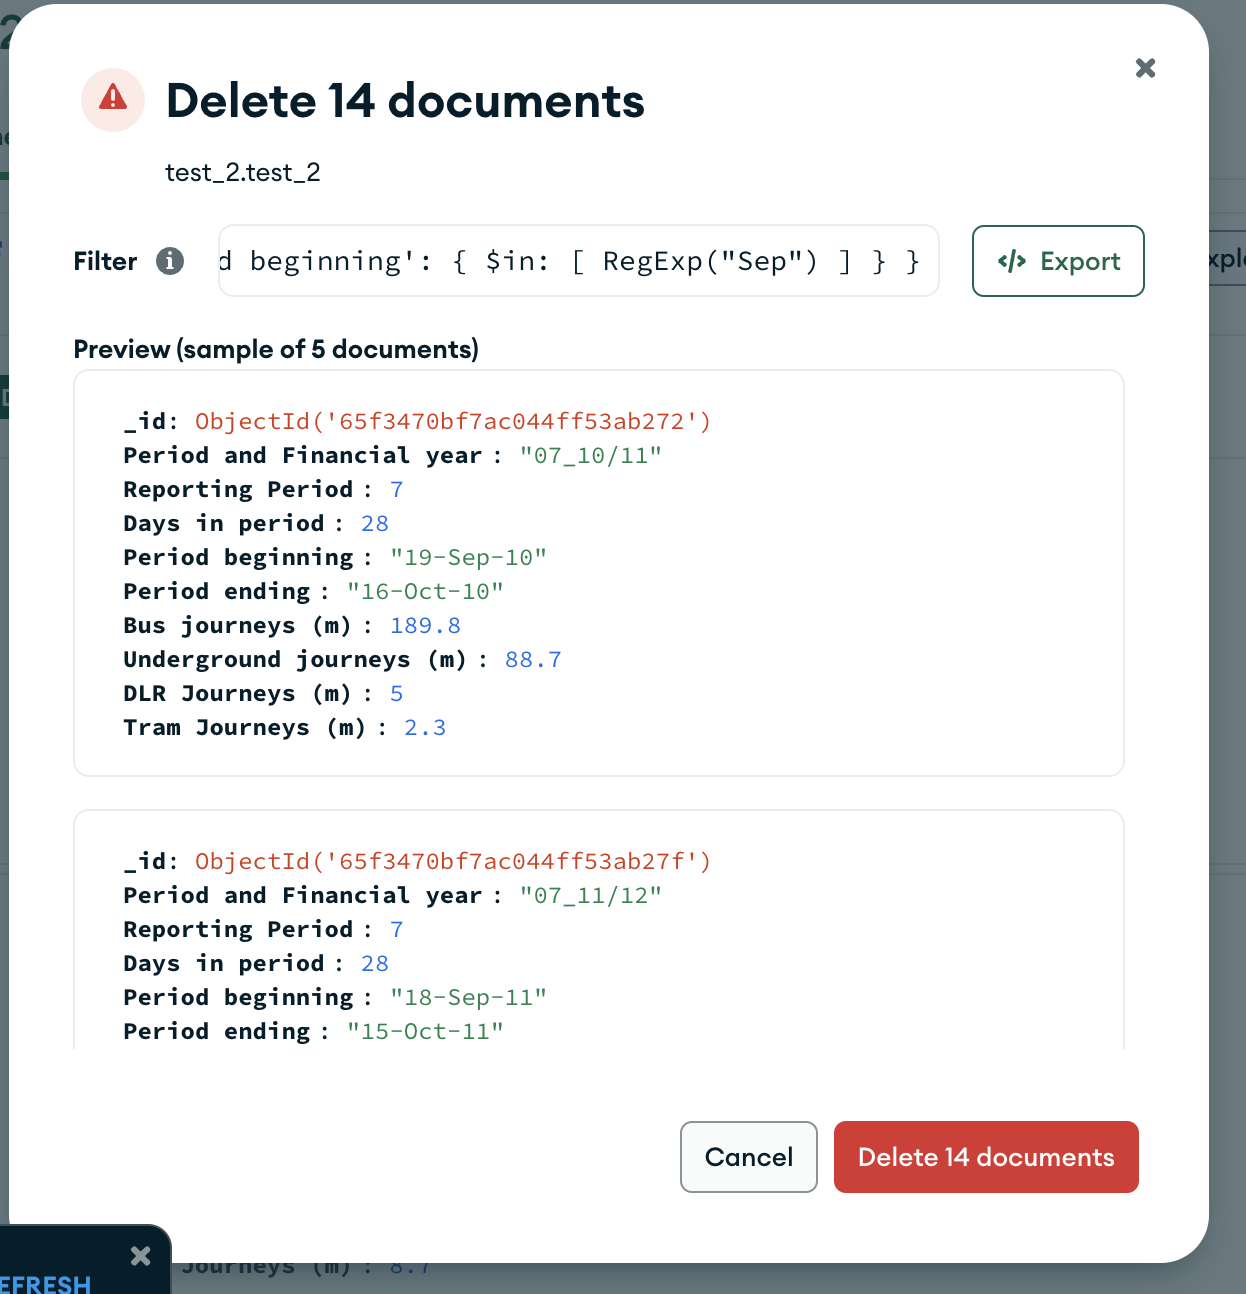 Delete 14 documents
test_2.test_2
Filter
d beginning': { $in: [ RegExp("Sep") ] } }
</> Export
Preview (sample of 5 documents)
_id: ObjectId('65f3470bf7ac044ff53ab272')
Period and Financial year : "07_10/11"
Reporting Period : 7
Days in period : 28
Period beginning : "19-Sep-10"
Period ending : "16-Oct-10"
Bus journeys (m) : 189.8
Underground journeys (m) : 88.7
DLR Journeys (m) : 5
Tram Journeys (m) : 2.3
_id: ObjectId('65f3470bf7ac044ff53ab27f')
Period and Financial year : "07_11/12"
Reporting Period : 7
Days in period : 28
Period beginning : "18-Sep-11"
Period ending : "15-Oct-11"
Cancel
Delete 14 documents
Journeys (m) : 8.7
EFRESH